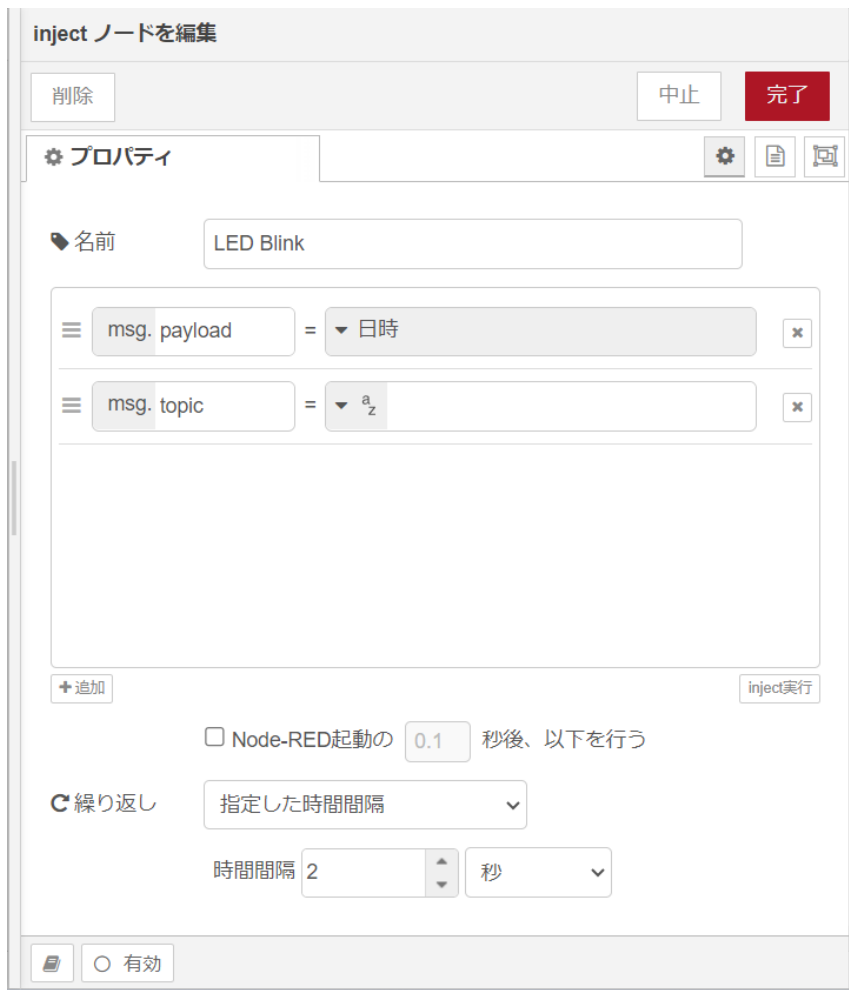 inject ノードを編集
削除 中止 完了
プロパティ
名前 LED Blink
msg. payload = 日時
msg. topic = a z
追加 inject実行
Node-RED起動の 0.1 秒後、以下を行う
繰り返し 指定した時間間隔
時間間隔 2 秒
有効